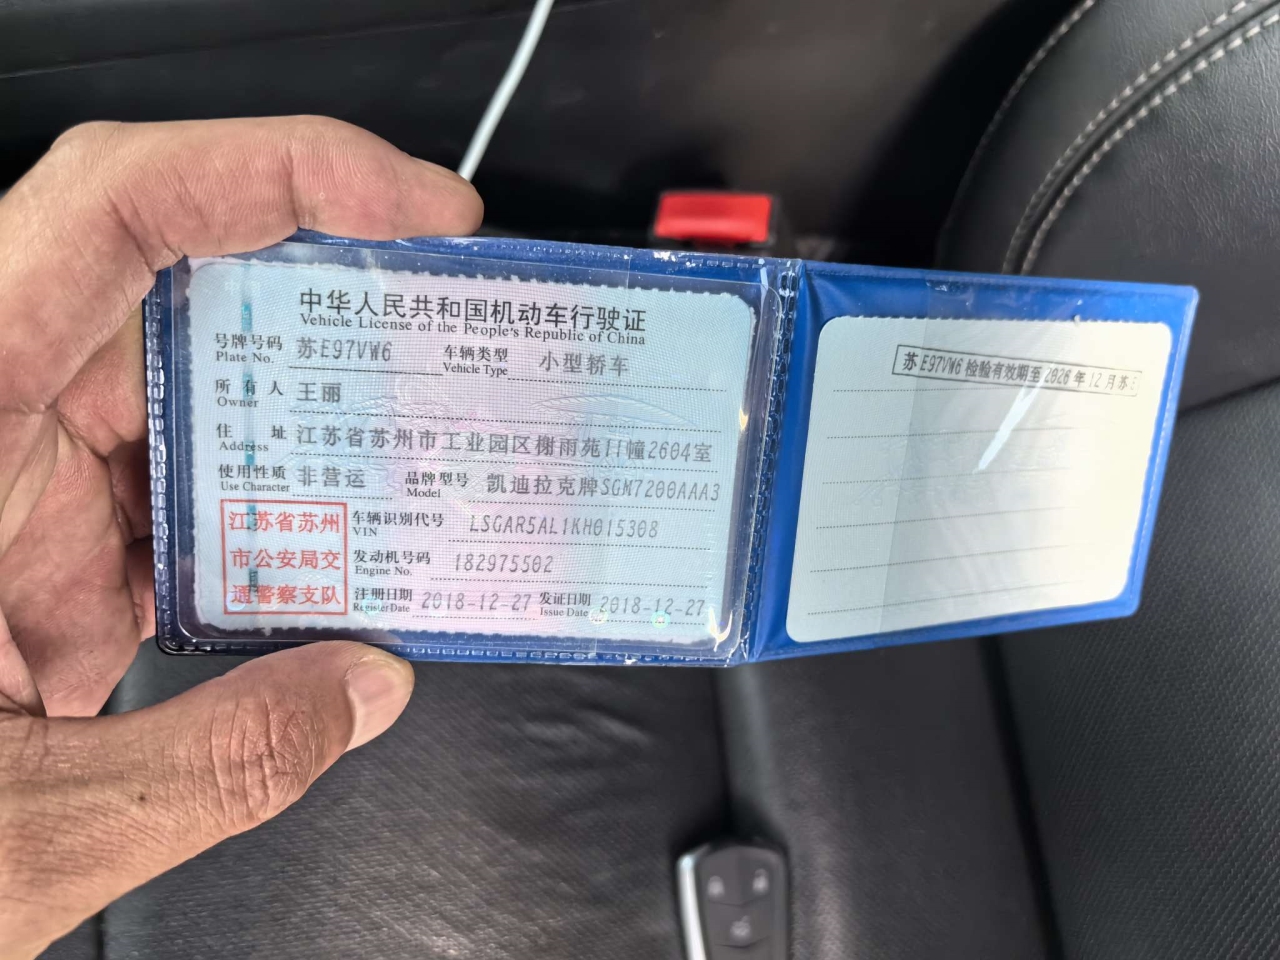 中华人民共和国机动车行驶证
Vehicle License of the People's Republic of China
号牌号码 苏E97VW6 车辆类型 小型轿车
Plate No. Vehicle Type
所有人 王丽
Owner
住址 江苏省苏州市工业园区榭雨苑11幢2604室
Address
使用性质 非营运 品牌型号 凯迪拉克牌SGM7200AAA3
Use Character Model
江苏省苏州
市公安局交
通警察支队
车辆识别代号 LSGAR5AL1KH015308
VIN
发动机号码 182975502
Engine No.
注册日期 2018-12-27 发证日期 2018-12-27
Register Date Issue Date
苏E97VW6 检验有效期至2026年12月苏E